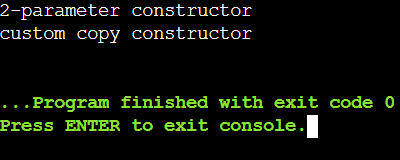 2-parameter constructor
custom copy constructor
...Program finished with exit code 0
Press ENTER to exit console.